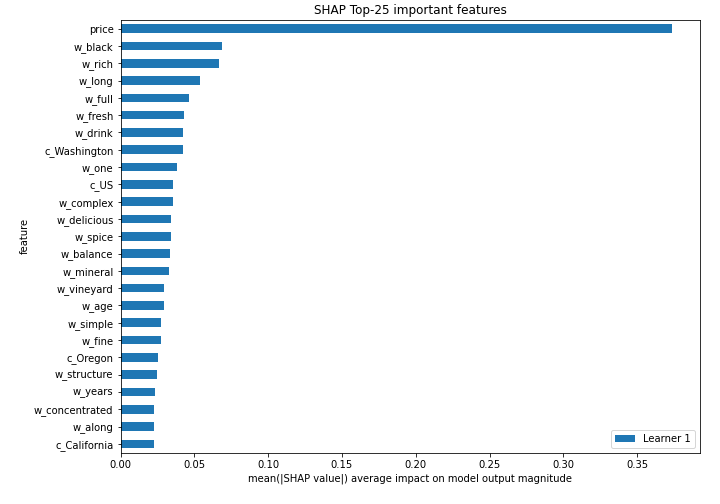 SHAP Top-25 important features
price
w_black
w_rich
w_long
w_full
w_fresh
w_drink
c_Washington
w_one
c_US
w_complex
w_delicious
w_spice
w_balance
w_mineral
w_vineyard
w_age
w_simple
w_fine
c_Oregon
w_structure
w_years
w_concentrated
w_along
c_California
feature
Learner 1
0.00 0.05 0.10 0.15 0.20 0.25 0.30 0.35
mean(|SHAP value|) average impact on model output magnitude